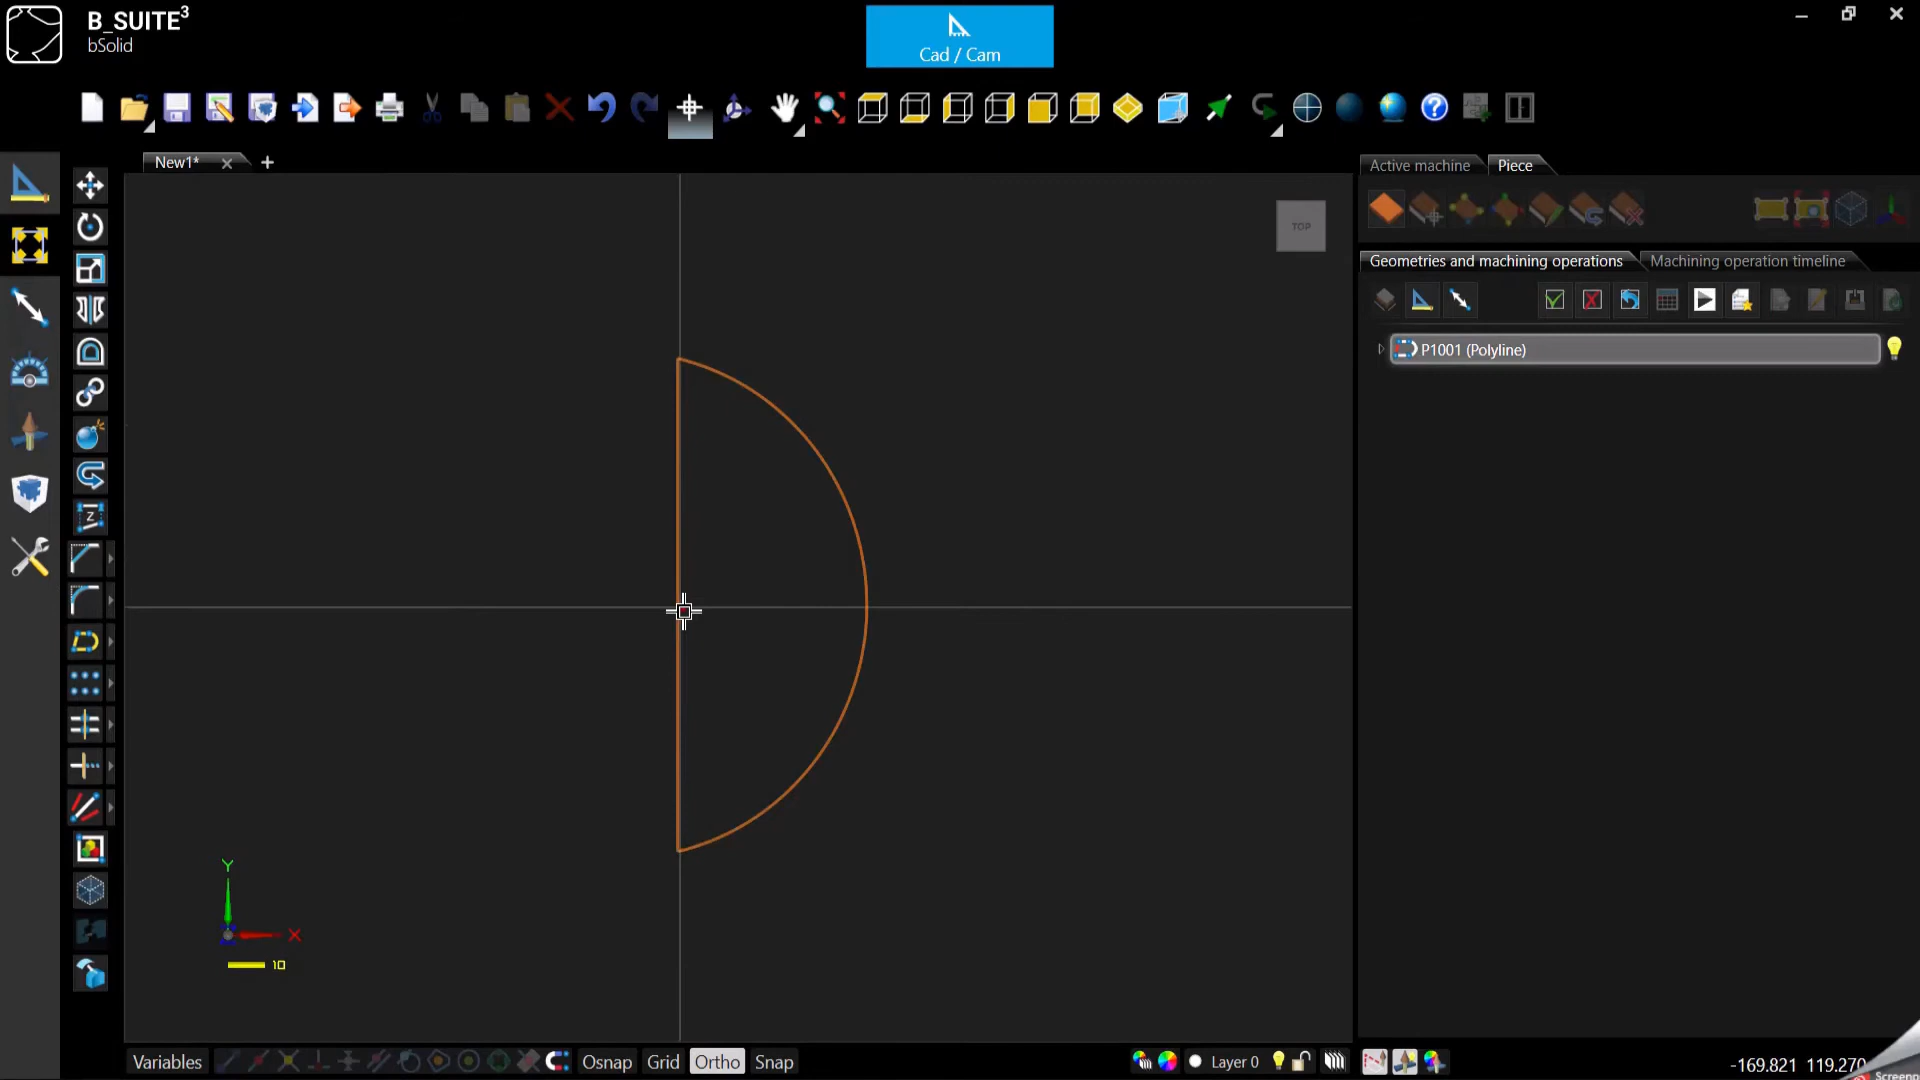 B_SUITE³
bSolid
Cad / Cam
New1*
Active machine
Piece
TOP
Geometries and machining operations
Machining operation timeline
P1001 (Polyline)
Z
Y
X
10
Variables
Osnap
Grid
Ortho
Snap
Layer 0
-169.821 119.270